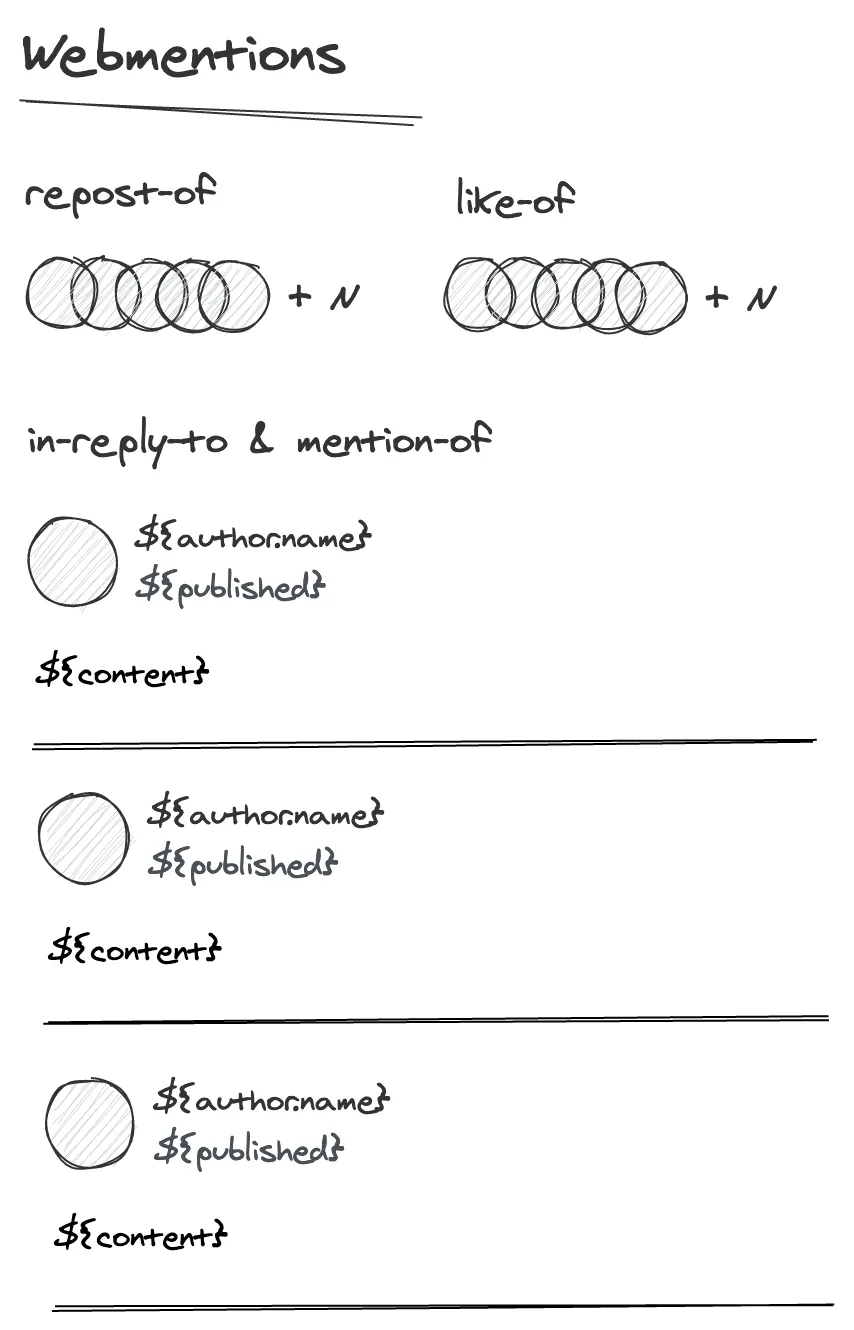 Webmentions
repost-of
like-of
+ N
+ N
in-reply-to & mention-of
${author.name}
${published}
${content}
${author.name}
${published}
${content}
${author.name}
${published}
${content}